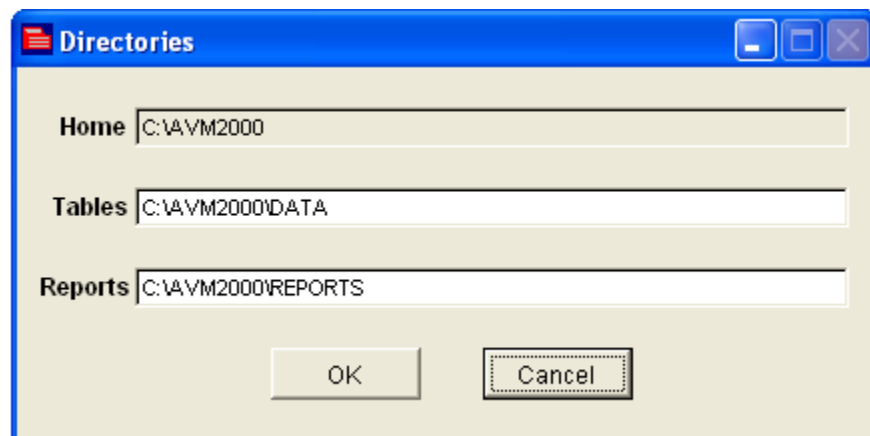 Directories
Home C:\AVM2000
Tables C:\AVM2000\DATA
Reports C:\AVM2000\REPORTS
OK Cancel